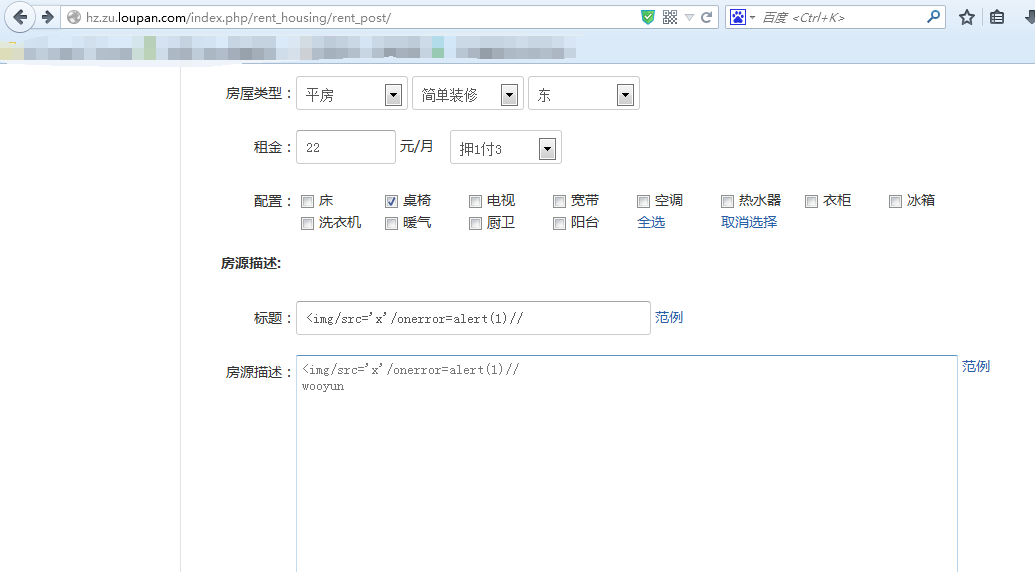 hz.zu.loupan.com/index.php/rent_housing/rent_post/ 百度 <Ctrl+K>
房屋类型： 平房 简单装修 东
租金： 22 元/月 押1付3
配置： 床 桌椅 电视 宽带 空调 热水器 衣柜 冰箱
洗衣机 暖气 厨卫 阳台 全选 取消选择
房源描述:
标题： <img/src='x'/onerror=alert(1)// 范例
房源描述： <img/src='x'/onerror=alert(1)// 范例
wooyun